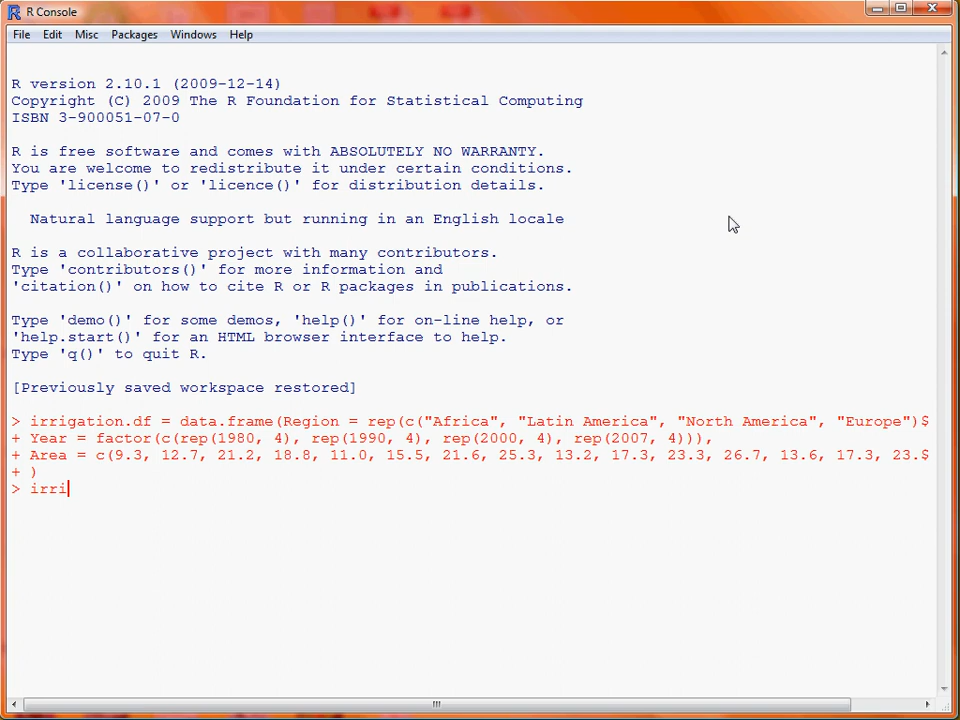 R Console
File Edit Misc Packages Windows Help
R version 2.10.1 (2009-12-14)
Copyright (C) 2009 The R Foundation for Statistical Computing
ISBN 3-900051-07-0
R is free software and comes with ABSOLUTELY NO WARRANTY.
You are welcome to redistribute it under certain conditions.
Type 'license()' or 'licence()' for distribution details.
Natural language support but running in an English locale
R is a collaborative project with many contributors.
Type 'contributors()' for more information and
'citation()' on how to cite R or R packages in publications.
Type 'demo()' for some demos, 'help()' for on-line help, or
'help.start()' for an HTML browser interface to help.
Type 'q()' to quit R.
[Previously saved workspace restored]
> irrigation.df = data.frame(Region = rep(c("Africa", "Latin America", "North America", "Europe")$
+ Year = factor(c(rep(1980, 4), rep(1990, 4), rep(2000, 4), rep(2007, 4))),
+ Area = c(9.3, 12.7, 21.2, 18.8, 11.0, 15.5, 21.6, 25.3, 13.2, 17.3, 23.3, 26.7, 13.6, 17.3, 23.$
+ )
> irri